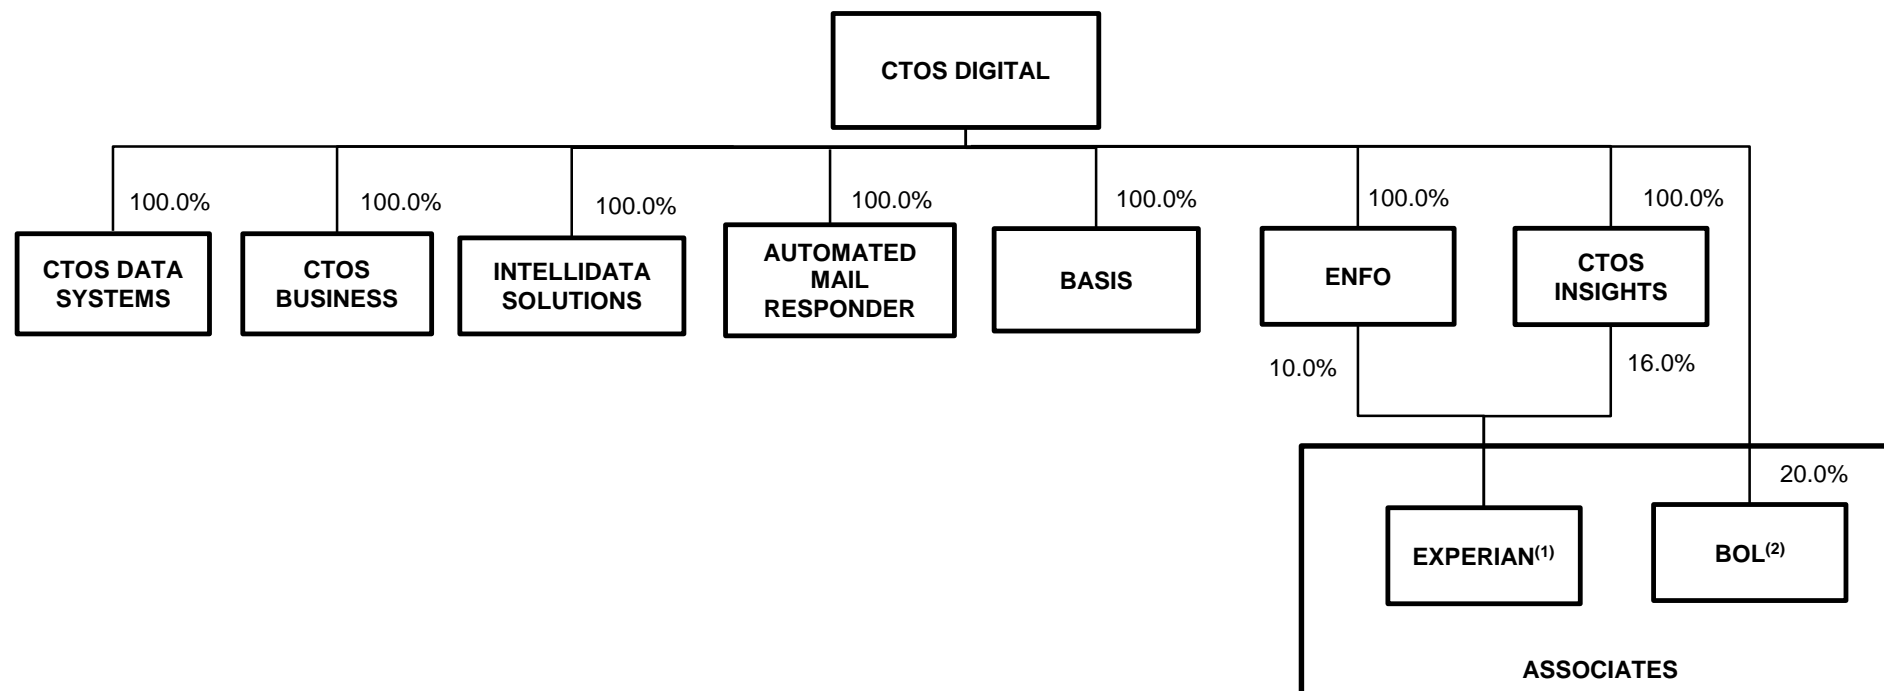 CTOS DIGITAL
100.0%
100.0%
100.0%
100.0%
100.0%
100.0%
100.0%
CTOS DATA
SYSTEMS
CTOS
BUSINESS
INTELLIDATA
SOLUTIONS
AUTOMATED
MAIL
RESPONDER
BASIS
ENFO
CTOS
INSIGHTS
10.0%
16.0%
20.0%
EXPERIAN(1)
BOL(2)
ASSOCIATES